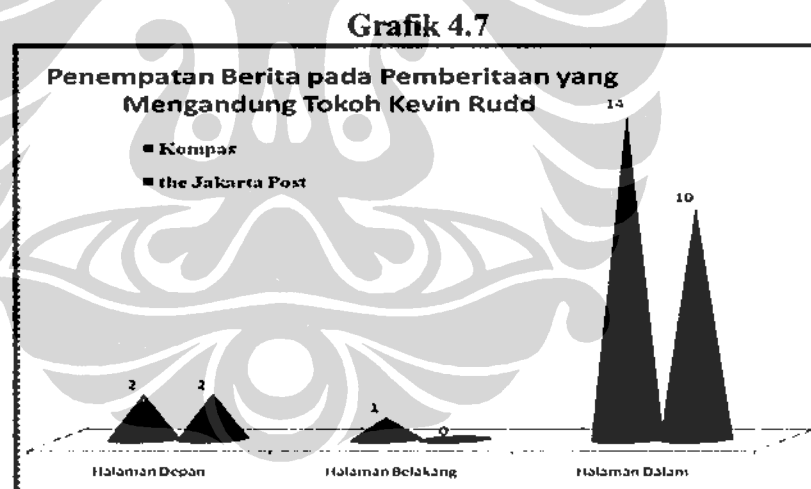 Grafik 4.7
Penempatan Berita pada Pemberitaan yang
Mengandung Tokoh Kevin Rudd
Kompas
the Jakarta Post
14
10
2 2
1
0
Halaman Depan Halaman Belakang Halaman Dalam